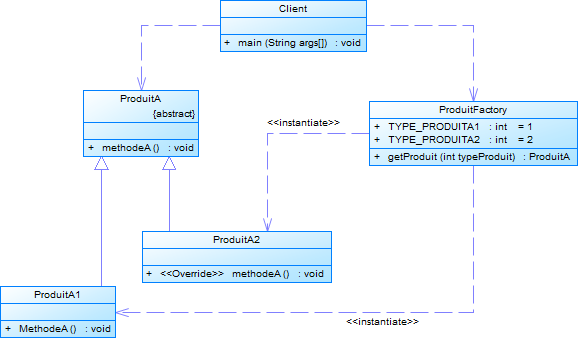 Client
+ main (String args[]) : void
ProduitA
{abstract}
+ methodeA () : void
ProduitFactory
+ TYPE_PRODUITA1 : int = 1
+ TYPE_PRODUITA2 : int = 2
+ getProduit (int typeProduit) : ProduitA
<<instantiate>>
ProduitA2
+ <<Override>> methodeA () : void
ProduitA1
+ MethodeA () : void
<<instantiate>>